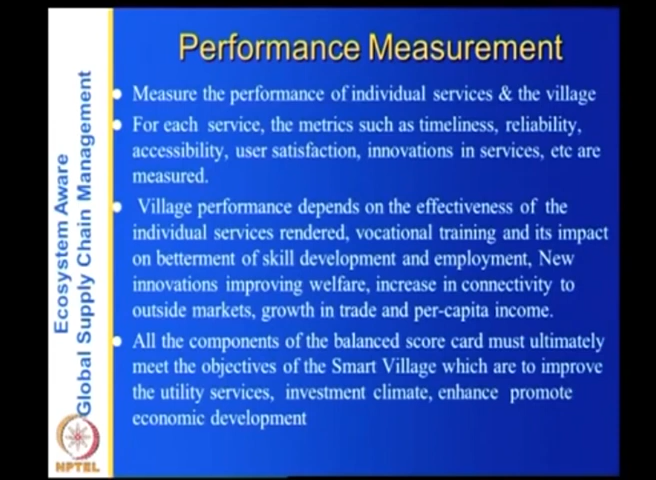 Performance Measurement
Measure the performance of individual services & the village
For each service, the metrics such as timeliness, reliability,
accessibility, user satisfaction, innovations in services, etc are
measured.
Village performance depends on the effectiveness of the
individual services rendered, vocational training and its impact
on betterment of skill development and employment, New
innovations improving welfare, increase in connectivity to
outside markets, growth in trade and per-capita income.
All the components of the balanced score card must ultimately
meet the objectives of the Smart Village which are to improve
the utility services, investment climate, enhance promote
economic development
Ecosystem Aware
Global Supply Chain Management
NPTEL